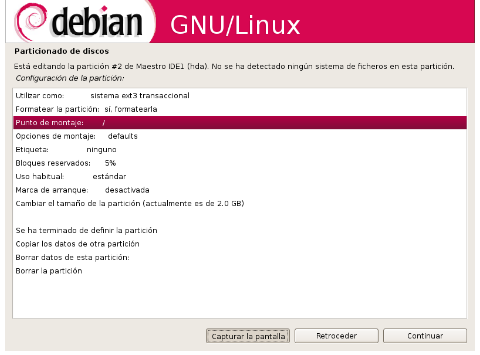 debian GNU/Linux
Particionado de discos
Está editando la partición #2 de Maestro IDE1 (hda). No se ha detectado ningún sistema de ficheros en esta partición.
Configuración de la partición:
Utilizar como: sistema ext3 transaccional
Formatear la partición: sí, formatearla
Punto de montaje: /
Opciones de montaje: defaults
Etiqueta: ninguno
Bloques reservados: 5%
Uso habitual: estándar
Marca de arranque: desactivada
Cambiar el tamaño de la partición (actualmente es de 2.0 GB)
Se ha terminado de definir la partición
Copiar los datos de otra partición
Borrar datos de esta partición:
Borrar la partición
Capturar la pantalla Retroceder Continuar